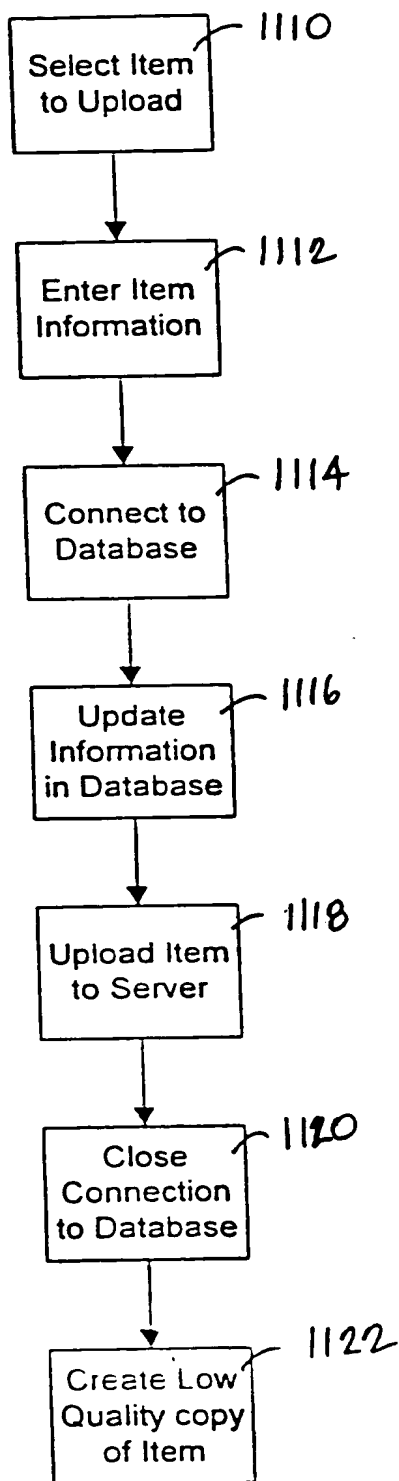 1110
Select Item
to Upload
1112
Enter Item
Information
1114
Connect to
Database
1116
Update
Information
in Database
1118
Upload Item
to Server
1120
Close
Connection
to Database
1122
Create Low
Quality copy
of Item